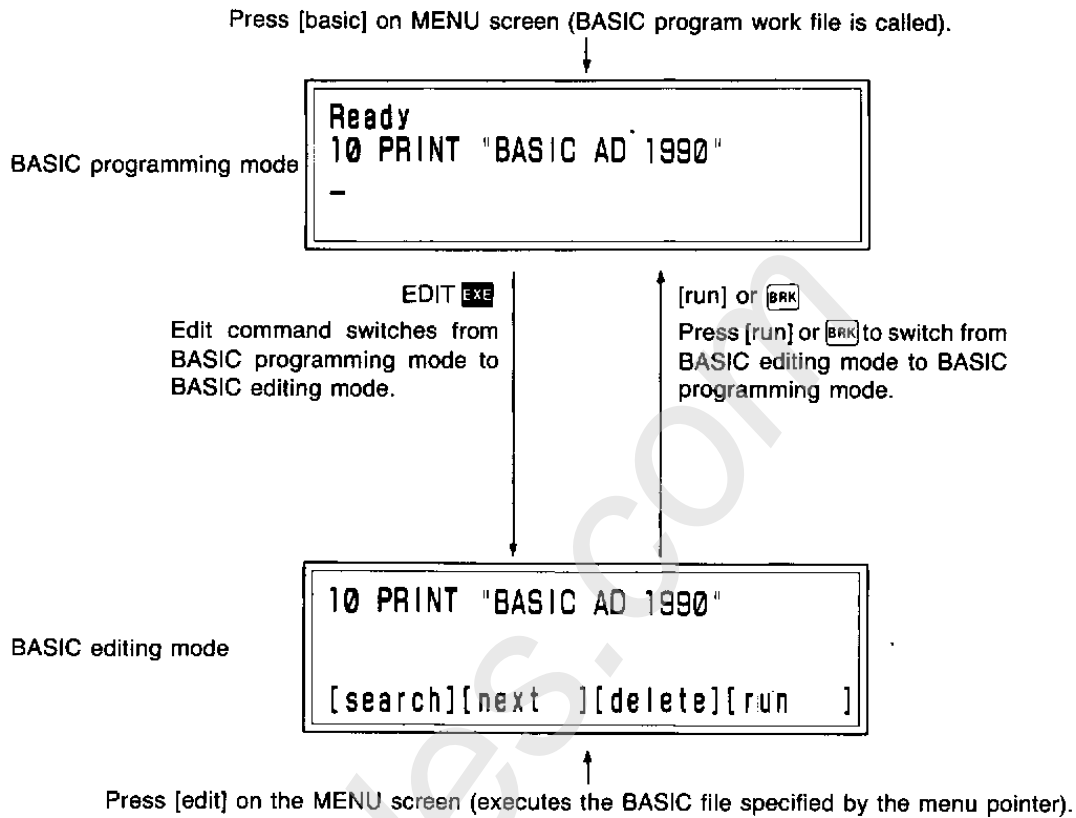 Press [basic] on MENU screen (BASIC program work file is called).
BASIC programming mode
Ready
10 PRINT "BASIC AD 1990"
EDIT EXE
Edit command switches from
BASIC programming mode to
BASIC editing mode.
[run] or BRK
Press [run] or BRK to switch from
BASIC editing mode to BASIC
programming mode.
BASIC editing mode
10 PRINT "BASIC AD 1990"
[search][next ][delete][run ]
Press [edit] on the MENU screen (executes the BASIC file specified by the menu pointer).
les.com